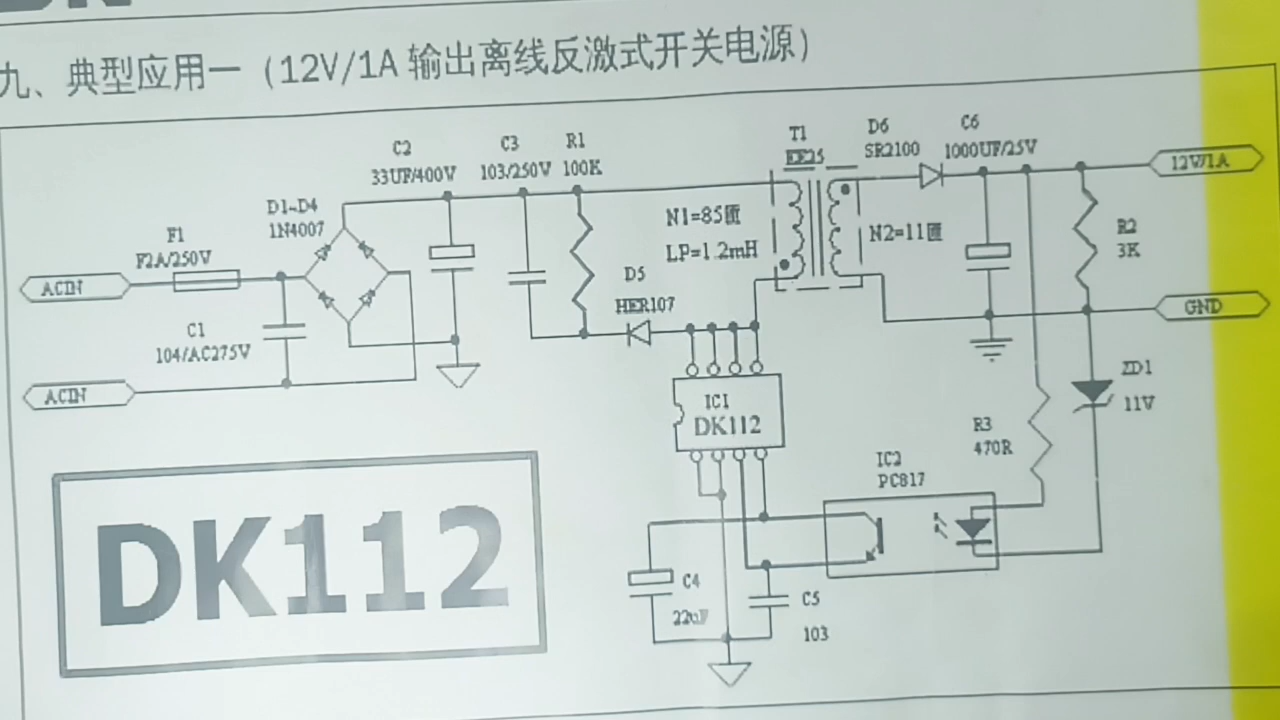 九、典型应用一（12V/1A 输出离线反激式开关电源）
F1
F2A/250V
ACIN
C1
104/AC275V
ACIN
D1~D4
1N4007
C2
33UF/400V
C3
103/250V
R1
100K
D5
HER107
N1=85匝
LP=1.2mH
T1
EE25
N2=11匝
D6
SR2100
C6
1000UF/25V
12V/1A
R2
3K
GND
ZD1
11V
R3
470R
IC1
DK112
IC2
PC817
C4
22uF
C5
103
DK112